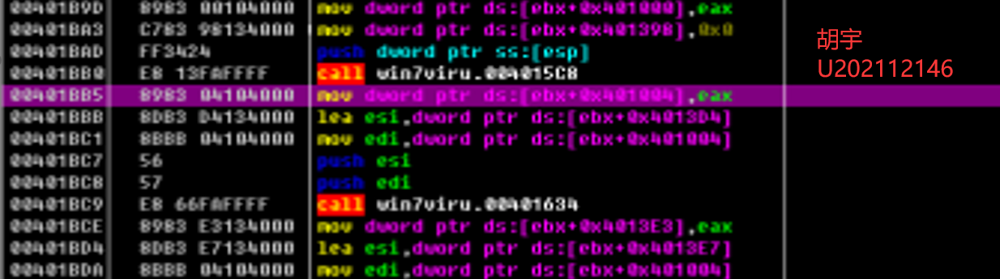 00401B9D 8983 00104000 mov dword ptr ds:[ebx+0x401000],eax
00401BA3 C783 98134000 mov dword ptr ds:[ebx+0x401398],0x0
00401BAD FF3424 push dword ptr ss:[esp]
00401BB0 E8 13FAFFFF call win7viru.004015C8
00401BB5 8983 04104000 mov dword ptr ds:[ebx+0x401004],eax
00401BBB 8DB3 D4134000 lea esi,dword ptr ds:[ebx+0x4013D4]
00401BC1 8BBB 04104000 mov edi,dword ptr ds:[ebx+0x401004]
00401BC7 56 push esi
00401BC8 57 push edi
00401BC9 E8 66FAFFFF call win7viru.00401634
00401BCE 8983 E3134000 mov dword ptr ds:[ebx+0x4013E3],eax
00401BD4 8DB3 E7134000 lea esi,dword ptr ds:[ebx+0x4013E7]
00401BDA 8BBB 04104000 mov edi,dword ptr ds:[ebx+0x401004]
胡宇
U202112146